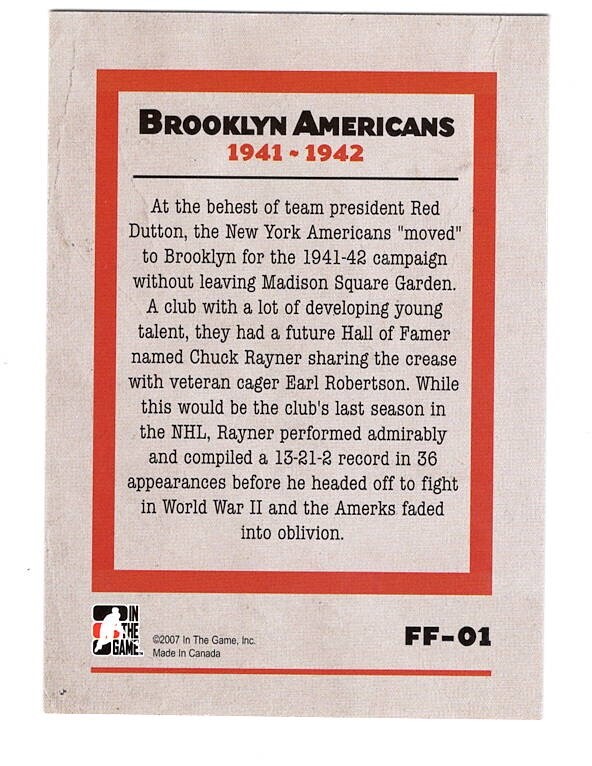 BROOKLYN AMERICANS
1941 ~ 1942
At the behest of team president Red
Dutton, the New York Americans "moved"
to Brooklyn for the 1941-42 campaign
without leaving Madison Square Garden.
A club with a lot of developing young
talent, they had a future Hall of Famer
named Chuck Rayner sharing the crease
with veteran cager Earl Robertson. While
this would be the club's last season in
the NHL, Rayner performed admirably
and compiled a 13-21-2 record in 36
appearances before he headed off to fight
in World War II and the Amerks faded
into oblivion.
IN
THE
GAME
©2007 In The Game, Inc.
Made In Canada
FF-01